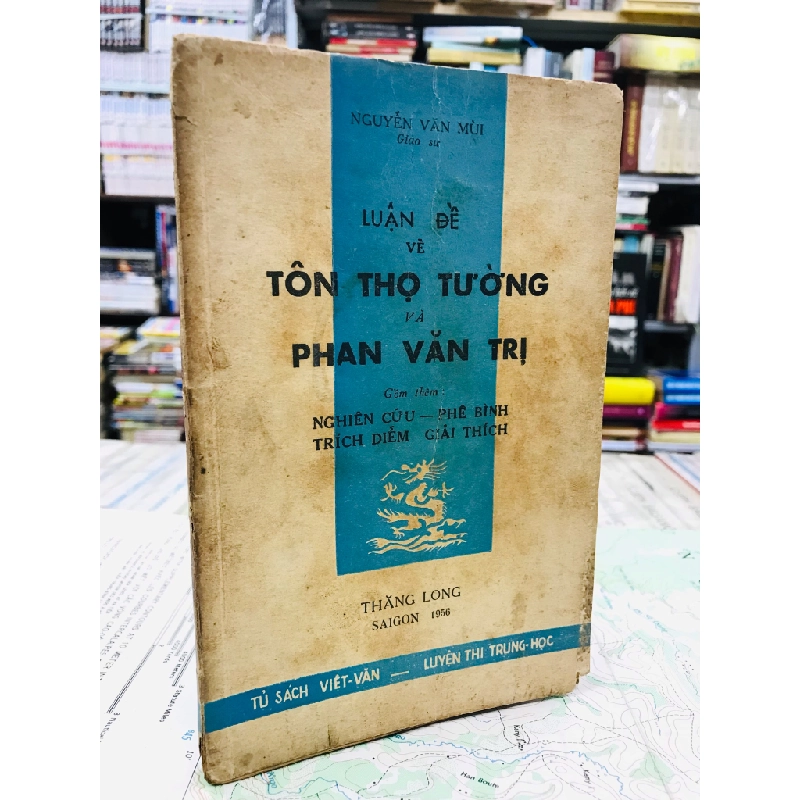 NGUYỄN VĂN MÙI
Giáo sư
LUẬN ĐỀ
VỀ
TÔN THỌ TƯỜNG
VÀ
PHAN VĂN TRỊ
Gồm thêm:
NGHIÊN CỨU — PHÊ BÌNH
TRÍCH DIỄM GIẢI THÍCH
THĂNG LONG
SAIGON 1956
TỦ SÁCH VIỆT-VĂN — LUYỆN THI TRUNG-HỌC